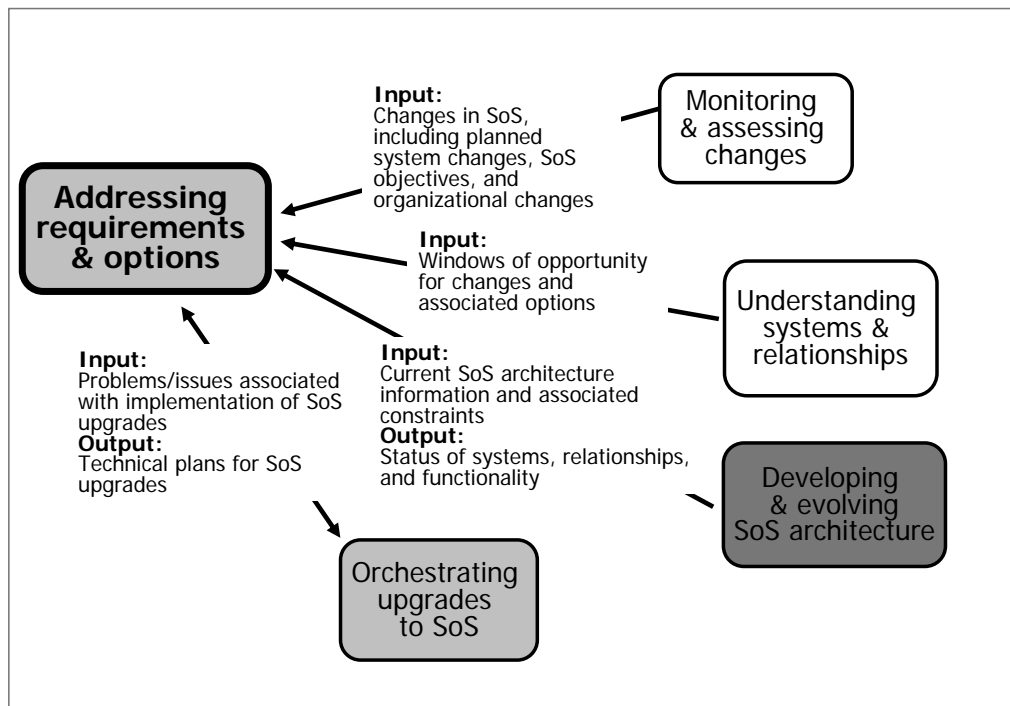 Addressing
requirements
& options
Input:
Changes in SoS,
including planned
system changes, SoS
objectives, and
organizational changes
Monitoring
& assessing
changes
Input:
Windows of opportunity
for changes and
associated options
Understanding
systems &
relationships
Input:
Problems/issues associated
with implementation of SoS
upgrades
Output:
Technical plans for SoS
upgrades
Input:
Current SoS architecture
information and associated
constraints
Output:
Status of systems, relationships,
and functionality
Developing
& evolving
SoS architecture
Orchestrating
upgrades
to SoS